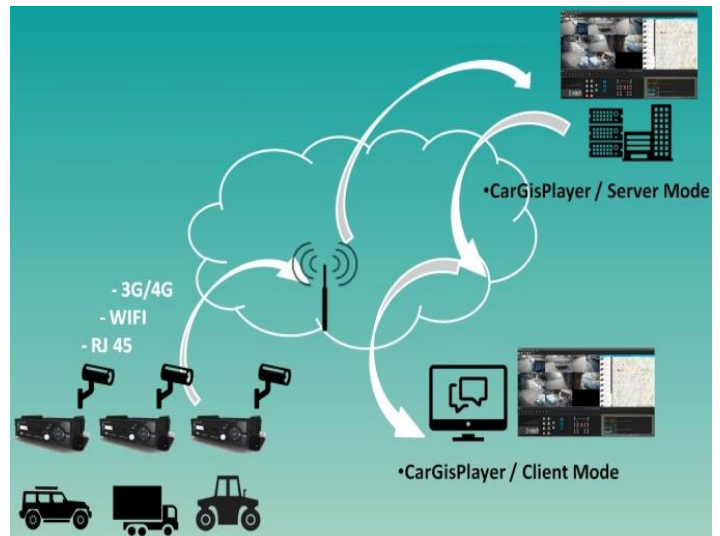 •CarGisPlayer / Server Mode
- 3G/4G
- WIFI
- RJ 45
•CarGisPlayer / Client Mode